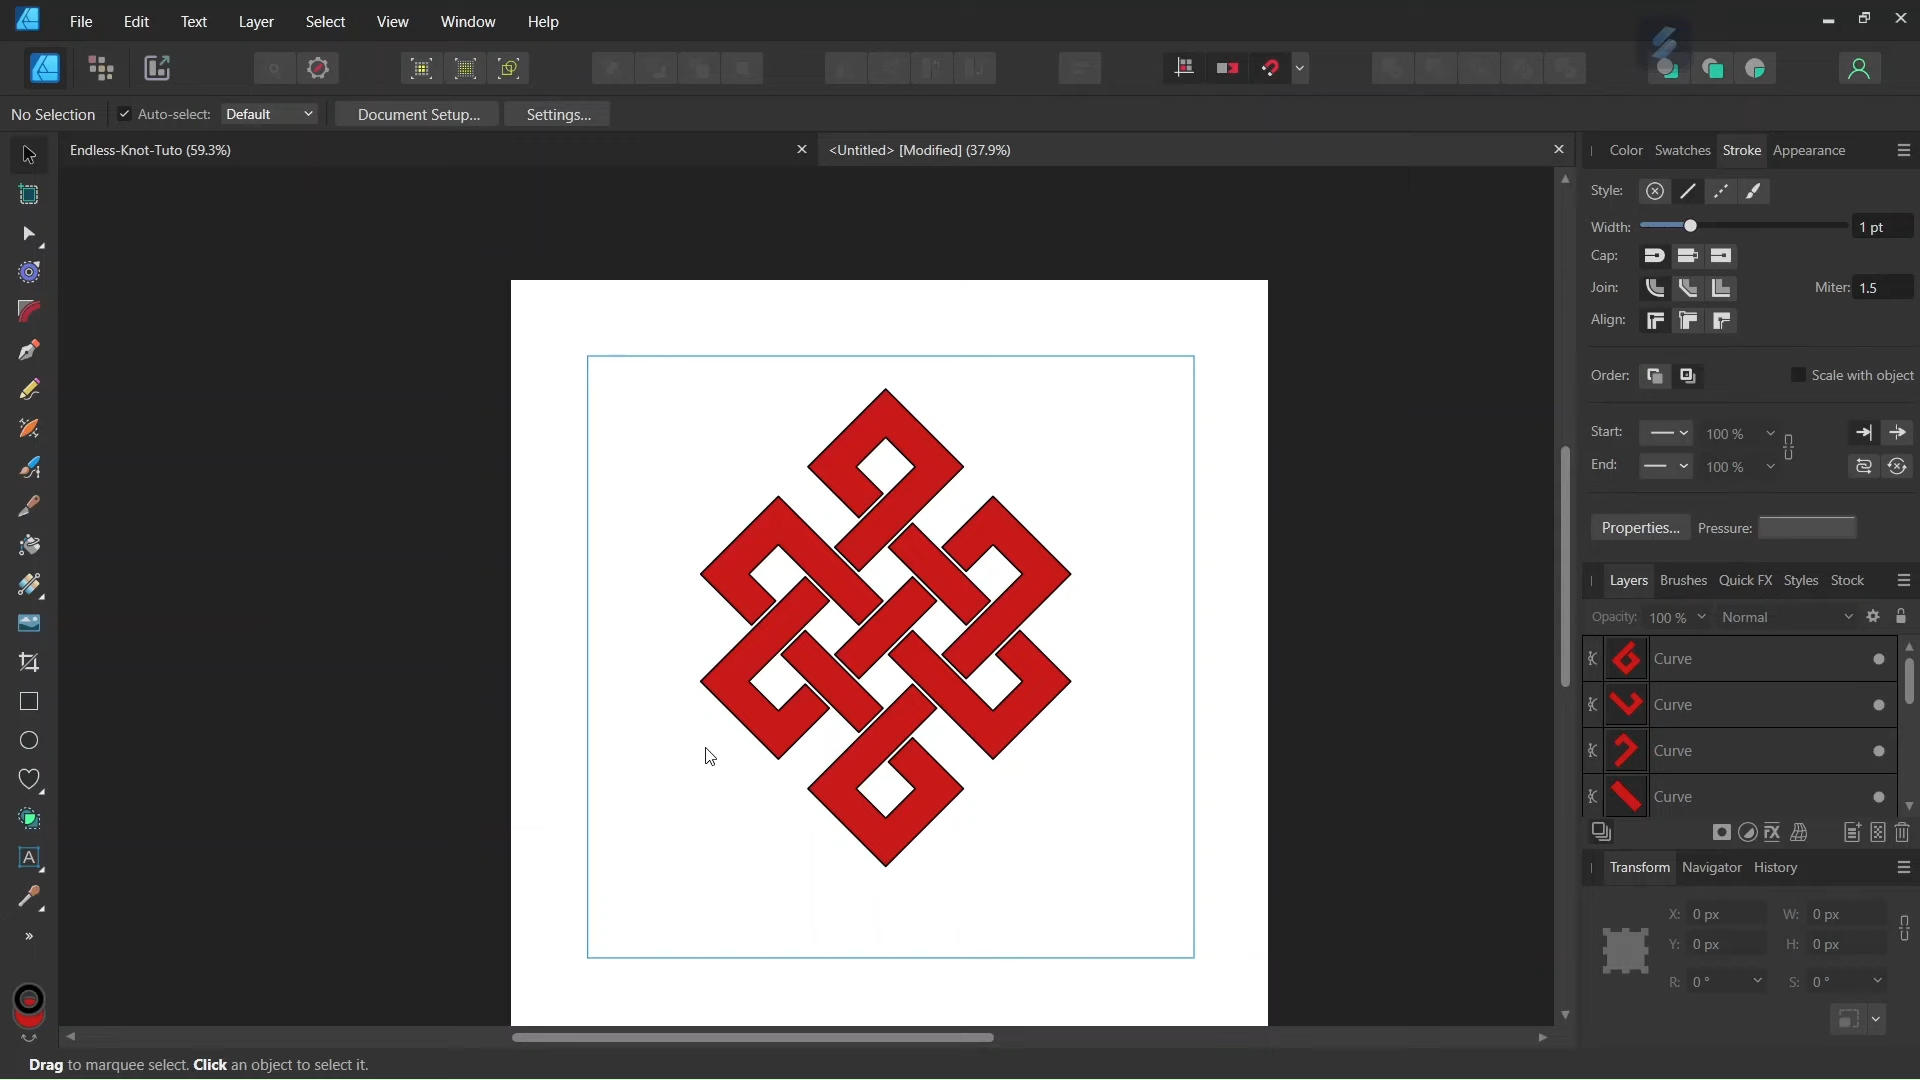 File Edit Text Layer Select View Window Help
No Selection Auto-select: Default Document Setup... Settings...
Endless-Knot-Tuto (59.3%)
<Untitled> [Modified] (37.9%)
Color Swatches Stroke Appearance
Style:
Width: 1 pt
Cap:
Join: Miter: 1.5
Align:
Order: Scale with object
Start: 100 %
End: 100 %
Properties... Pressure:
Layers Brushes Quick FX Styles Stock
Opacity: 100 % Normal
Curve
Curve
Curve
Curve
Transform Navigator History
X: 0 px W: 0 px
Y: 0 px H: 0 px
R: 0 ° S: 0 °
Drag to marquee select. Click an object to select it.